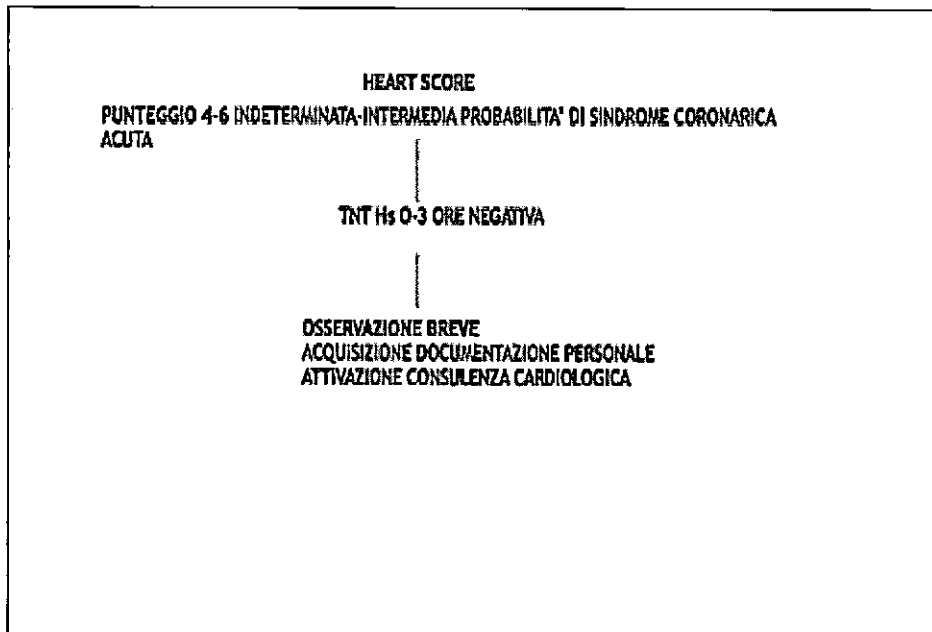 HEART SCORE
PUNTEGGIO 4-6 INDETERMINATA-INTERMEDIA PROBABILITA' DI SINDROME CORONARICA
ACUTA
TNT Hs 0-3 ORE NEGATIVA
OSSERVAZIONE BREVE
ACQUISIZIONE DOCUMENTAZIONE PERSONALE
ATTIVAZIONE CONSULENZA CARDIOLOGICA